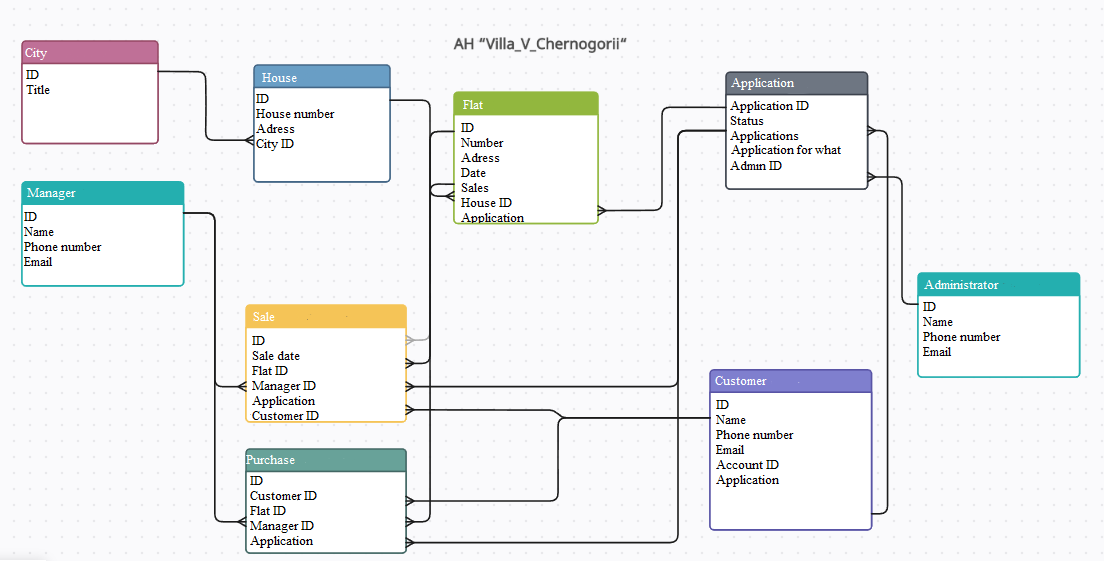 AH “Villa_V_Chernogorii“
City
ID
Title
House
ID
House number
Adress
City ID
Flat
ID
Number
Adress
Date
Sales
House ID
Application
Application
Application ID
Status
Applications
Application for what
Admin ID
Manager
ID
Name
Phone number
Email
Administrator
ID
Name
Phone number
Email
Sale
ID
Sale date
Flat ID
Manager ID
Application
Customer ID
Customer
ID
Name
Phone number
Email
Account ID
Application
Purchase
ID
Customer ID
Flat ID
Manager ID
Application